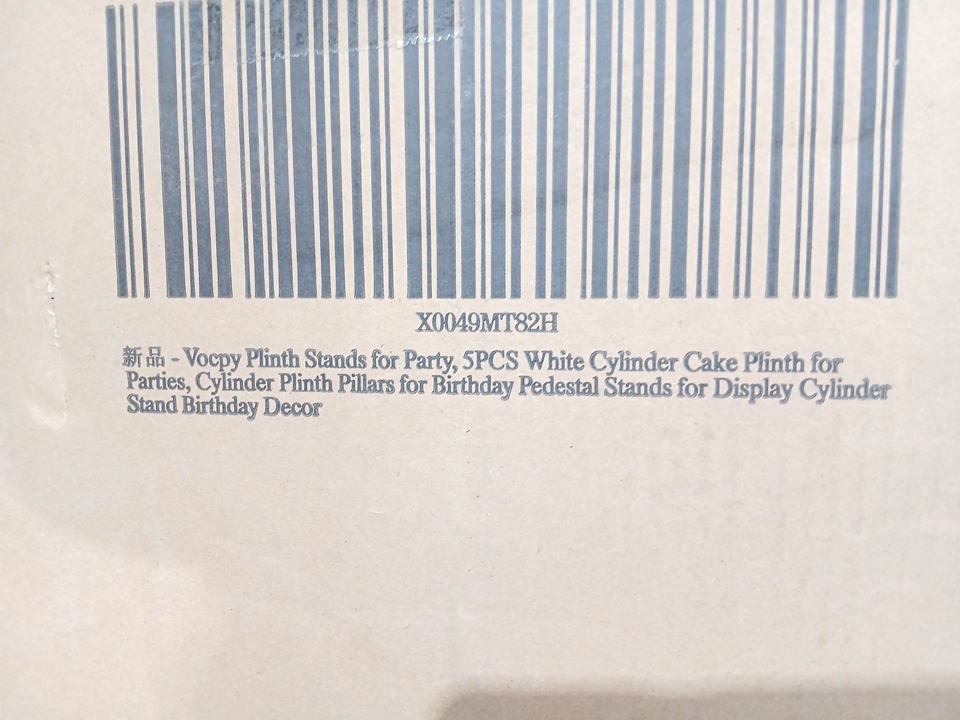 X0049MT82H
新品 - Vocpy Plinth Stands for Party, 5PCS White Cylinder Cake Plinth for
Parties, Cylinder Plinth Pillars for Birthday Pedestal Stands for Display Cylinder
Stand Birthday Decor